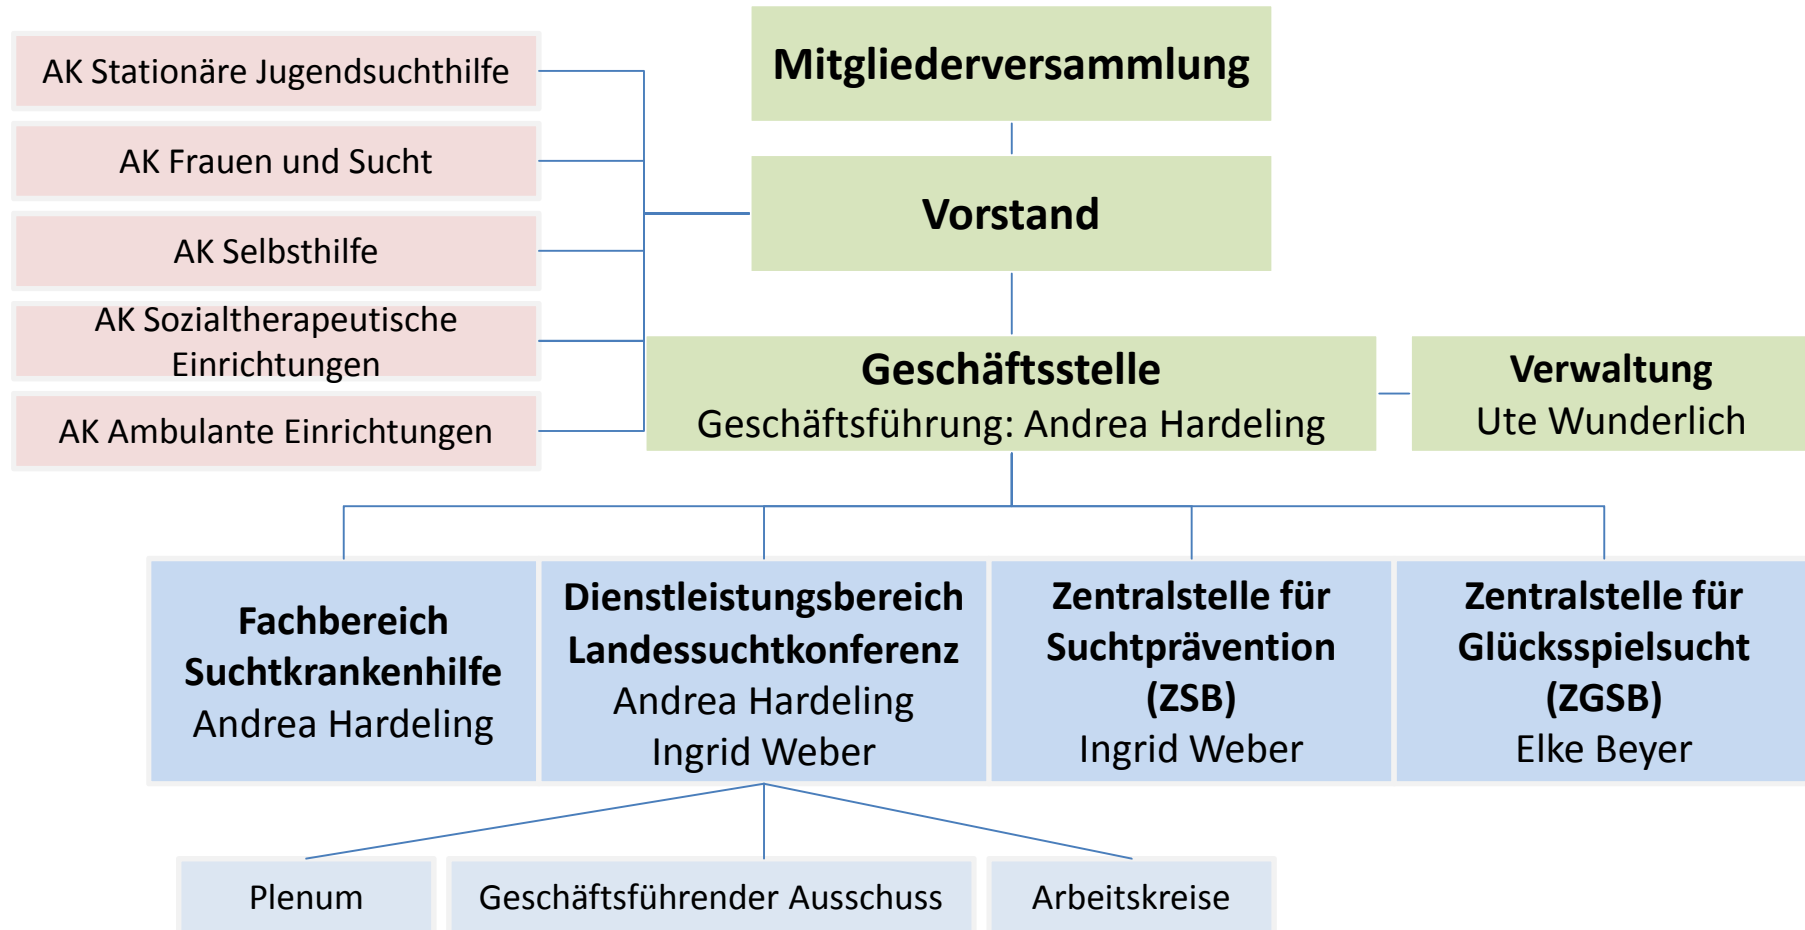 Mitgliederversammlung
Vorstand
AK Stationäre Jugendsuchthilfe
AK Frauen und Sucht
AK Selbsthilfe
AK Sozialtherapeutische
Einrichtungen
AK Ambulante Einrichtungen
Geschäftsstelle
Geschäftsführung: Andrea Hardeling
Verwaltung
Ute Wunderlich
Fachbereich
Suchtkrankenhilfe
Andrea Hardeling
Dienstleistungsbereich
Landessuchtkonferenz
Andrea Hardeling
Ingrid Weber
Zentralstelle für
Suchtprävention
(ZSB)
Ingrid Weber
Zentralstelle für
Glücksspielsucht
(ZGSB)
Elke Beyer
Plenum
Geschäftsführender Ausschuss
Arbeitskreise